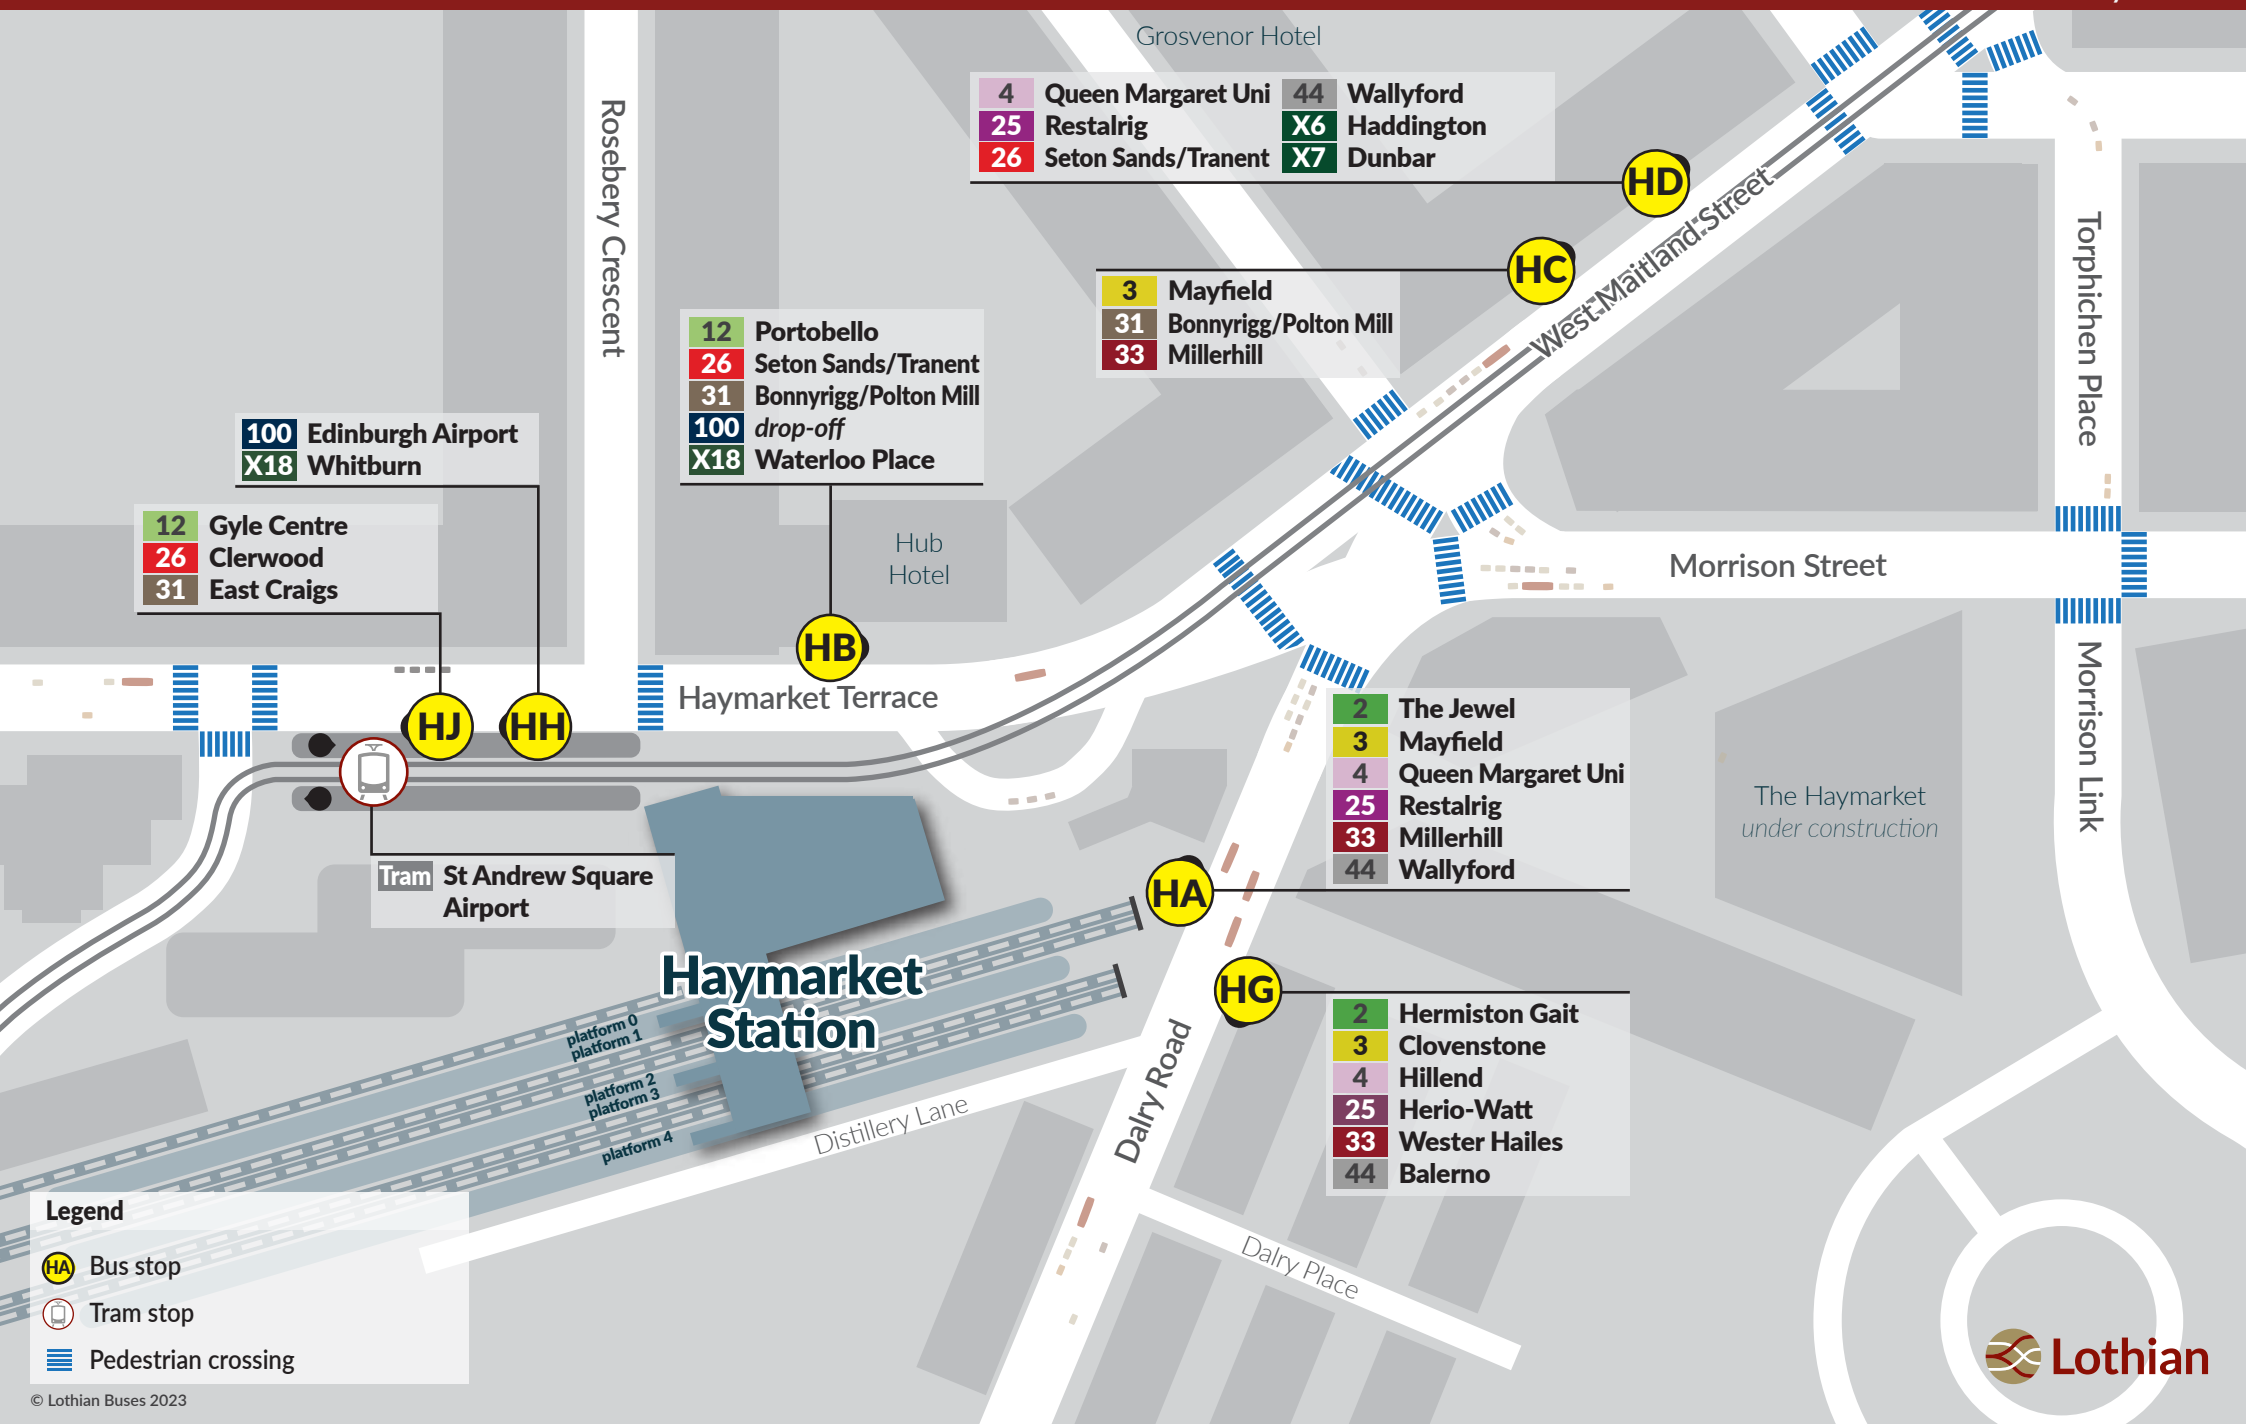 Grosvenor Hotel
4 Queen Margaret Uni 44 Wallyford
25 Restalrig X6 Haddington
26 Seton Sands/Tranent X7 Dunbar
HD
Rosebery Crescent
West Maitland Street
Torphichen Place
HC
3 Mayfield
31 Bonnyrigg/Polton Mill
33 Millerhill
12 Portobello
26 Seton Sands/Tranent
31 Bonnyrigg/Polton Mill
100 drop-off
X18 Waterloo Place
100 Edinburgh Airport
X18 Whitburn
12 Gyle Centre
26 Clerwood
31 East Craigs
Hub
Hotel
Morrison Street
HB
HJ
HH
Haymarket Terrace
Morrison Link
2 The Jewel
3 Mayfield
4 Queen Margaret Uni
25 Restalrig
33 Millerhill
44 Wallyford
The Haymarket
under construction
Tram St Andrew Square
Airport
HA
Haymarket
Station
HG
platform 0
platform 1
platform 2
platform 3
platform 4
Distillery Lane
Dalry Road
2 Hermiston Gait
3 Clovenstone
4 Hillend
25 Herio-Watt
33 Wester Hailes
44 Balerno
Dalry Place
Legend
HA Bus stop
Tram stop
Pedestrian crossing
© Lothian Buses 2023
Lothian